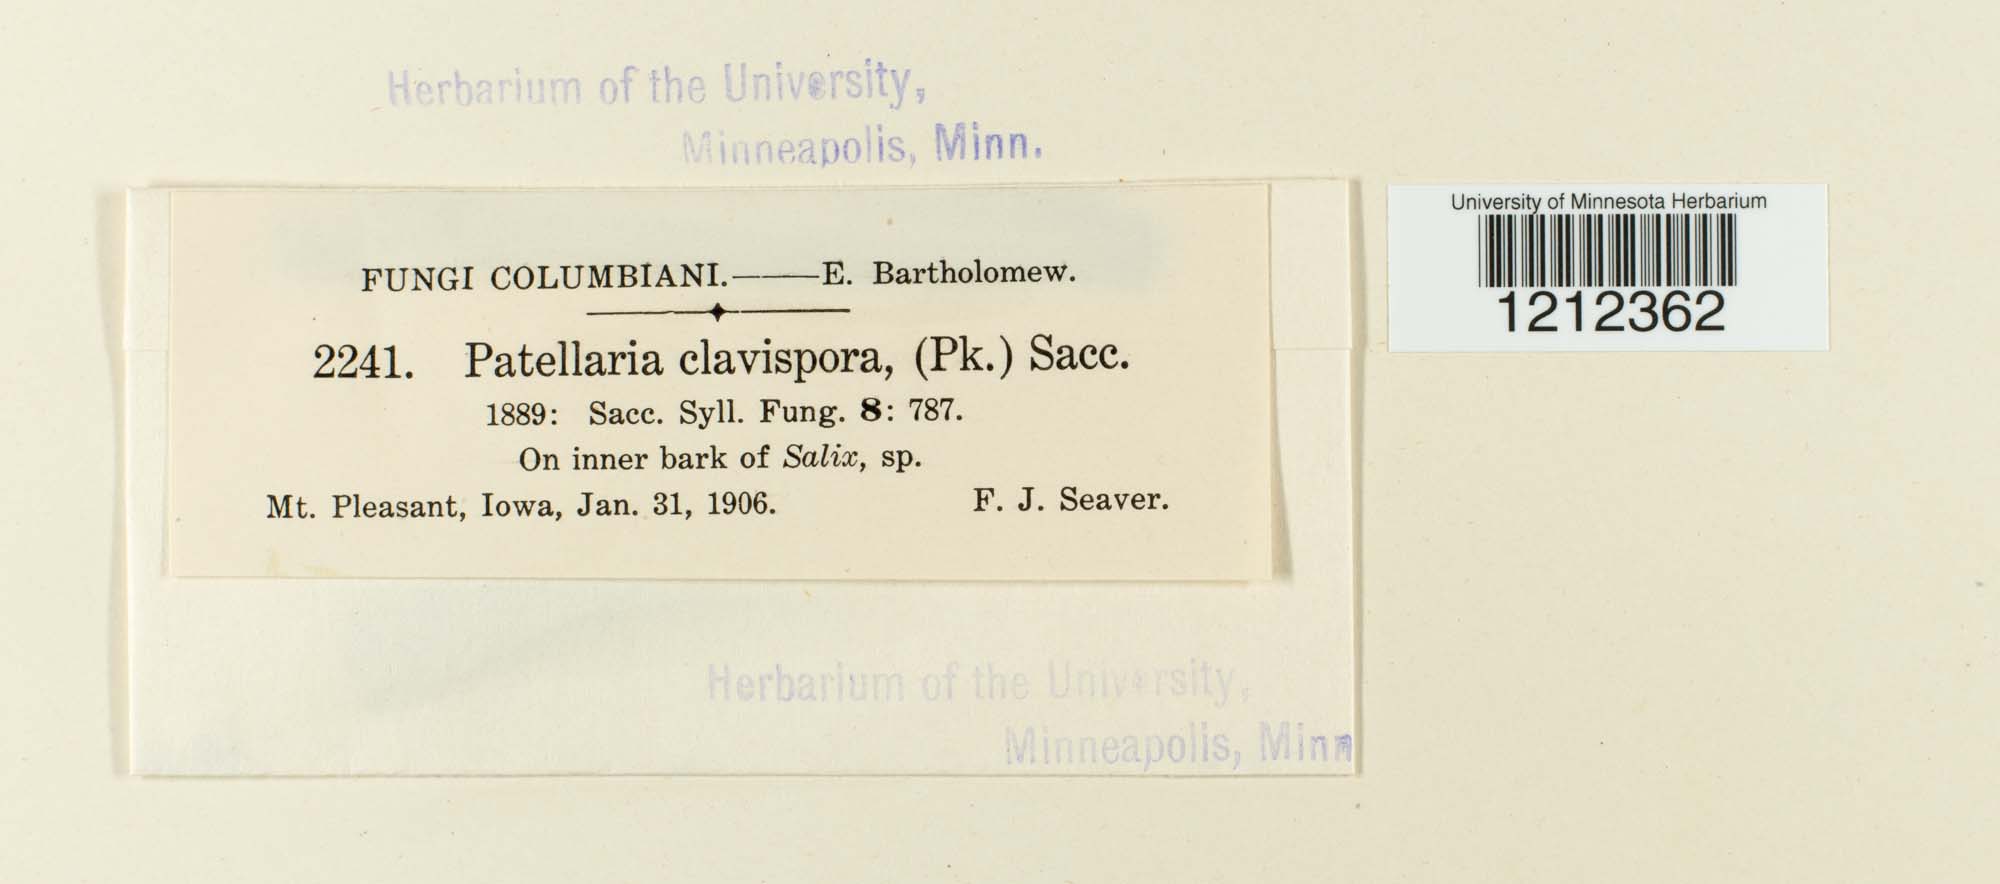 Herbarium of the University,
Minneapolis, Minn.
University of Minnesota Herbarium
1212362
FUNGI COLUMBIANI.——E. Bartholomew.
2241. Patellaria clavispora, (Pk.) Sacc.
1889: Sacc. Syll. Fung. 8: 787.
On inner bark of Salix, sp.
Mt. Pleasant, Iowa, Jan. 31, 1906. F. J. Seaver.
Herbarium of the University,
Minneapolis, Minn